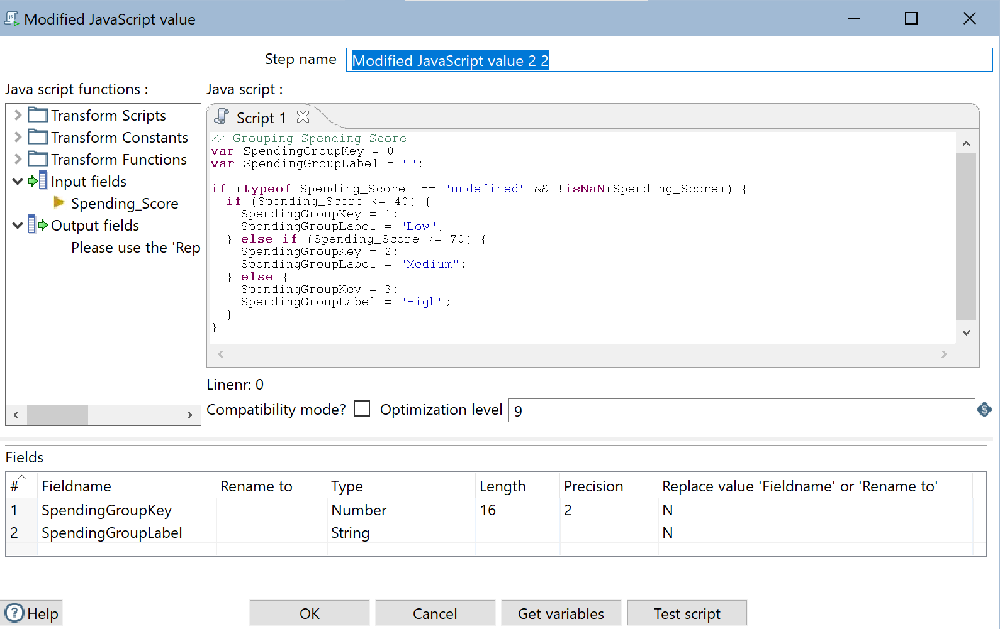 Modified JavaScript value
Step name Modified JavaScript value 2 2
Java script functions :
Transform Scripts
Transform Constants
Transform Functions
Input fields
Spending_Score
Output fields
Please use the 'Rep
Java script :
Script 1
// Grouping Spending Score
var SpendingGroupKey = 0;
var SpendingGroupLabel = "";
if (typeof Spending_Score !== "undefined" && !isNaN(Spending_Score)) {
if (Spending_Score <= 40) {
SpendingGroupKey = 1;
SpendingGroupLabel = "Low";
} else if (Spending_Score <= 70) {
SpendingGroupKey = 2;
SpendingGroupLabel = "Medium";
} else {
SpendingGroupKey = 3;
SpendingGroupLabel = "High";
}
}
Linenr: 0
Compatibility mode? Optimization level 9
Fields
# Fieldname Rename to Type Length Precision Replace value 'Fieldname' or 'Rename to'
1 SpendingGroupKey Number 16 2 N
2 SpendingGroupLabel String N
Help OK Cancel Get variables Test script